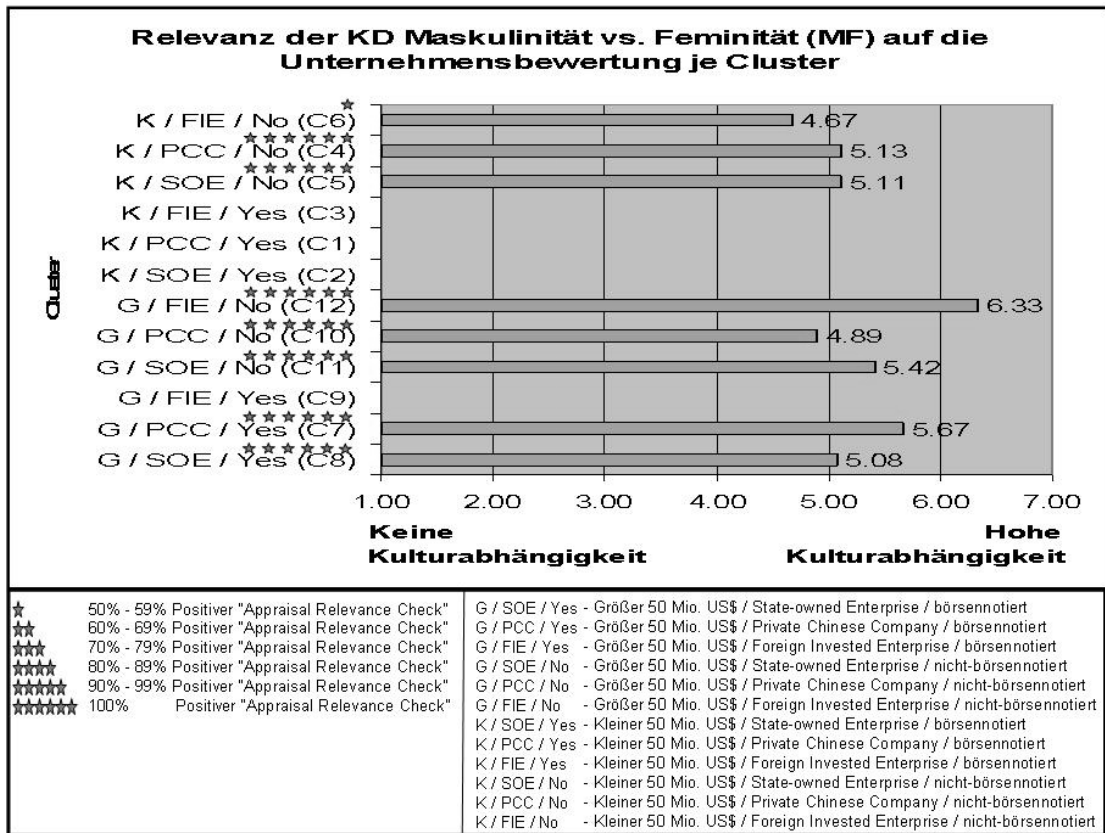 Relevanz der KD Maskulinität vs. Feminität (MF) auf die
Unternehmensbewertung je Cluster
Cluster
K / FIE / No (C6)
4.67
K / PCC / No (C4)
5.13
K / SOE / No (C5)
5.11
K / FIE / Yes (C3)
K / PCC / Yes (C1)
K / SOE / Yes (C2)
G / FIE / No (C12)
6.33
G / PCC / No (C10)
4.89
G / SOE / No (C11)
5.42
G / FIE / Yes (C9)
G / PCC / Yes (C7)
5.67
G / SOE / Yes (C8)
5.08
1.00 2.00 3.00 4.00 5.00 6.00 7.00
Keine
Kulturabhängigkeit
Hohe
Kulturabhängigkeit
50% - 59% Positiver "Appraisal Relevance Check"
60% - 69% Positiver "Appraisal Relevance Check"
70% - 79% Positiver "Appraisal Relevance Check"
80% - 89% Positiver "Appraisal Relevance Check"
90% - 99% Positiver "Appraisal Relevance Check"
100% Positiver "Appraisal Relevance Check"
G / SOE / Yes - Größer 50 Mio. US$ / State-owned Enterprise / börsennotiert
G / PCC / Yes - Größer 50 Mio. US$ / Private Chinese Company / börsennotiert
G / FIE / Yes - Größer 50 Mio. US$ / Foreign Invested Enterprise / börsennotiert
G / SOE / No - Größer 50 Mio. US$ / State-owned Enterprise / nicht-börsennotiert
G / PCC / No - Größer 50 Mio. US$ / Private Chinese Company / nicht-börsennotiert
G / FIE / No - Größer 50 Mio. US$ / Foreign Invested Enterprise / nicht-börsennotiert
K / SOE / Yes - Kleiner 50 Mio. US$ / State-owned Enterprise / börsennotiert
K / PCC / Yes - Kleiner 50 Mio. US$ / Private Chinese Company / börsennotiert
K / FIE / Yes - Kleiner 50 Mio. US$ / Foreign Invested Enterprise / börsennotiert
K / SOE / No - Kleiner 50 Mio. US$ / State-owned Enterprise / nicht-börsennotiert
K / PCC / No - Kleiner 50 Mio. US$ / Private Chinese Company / nicht-börsennotiert
K / FIE / No - Kleiner 50 Mio. US$ / Foreign Invested Enterprise / nicht-börsennotiert